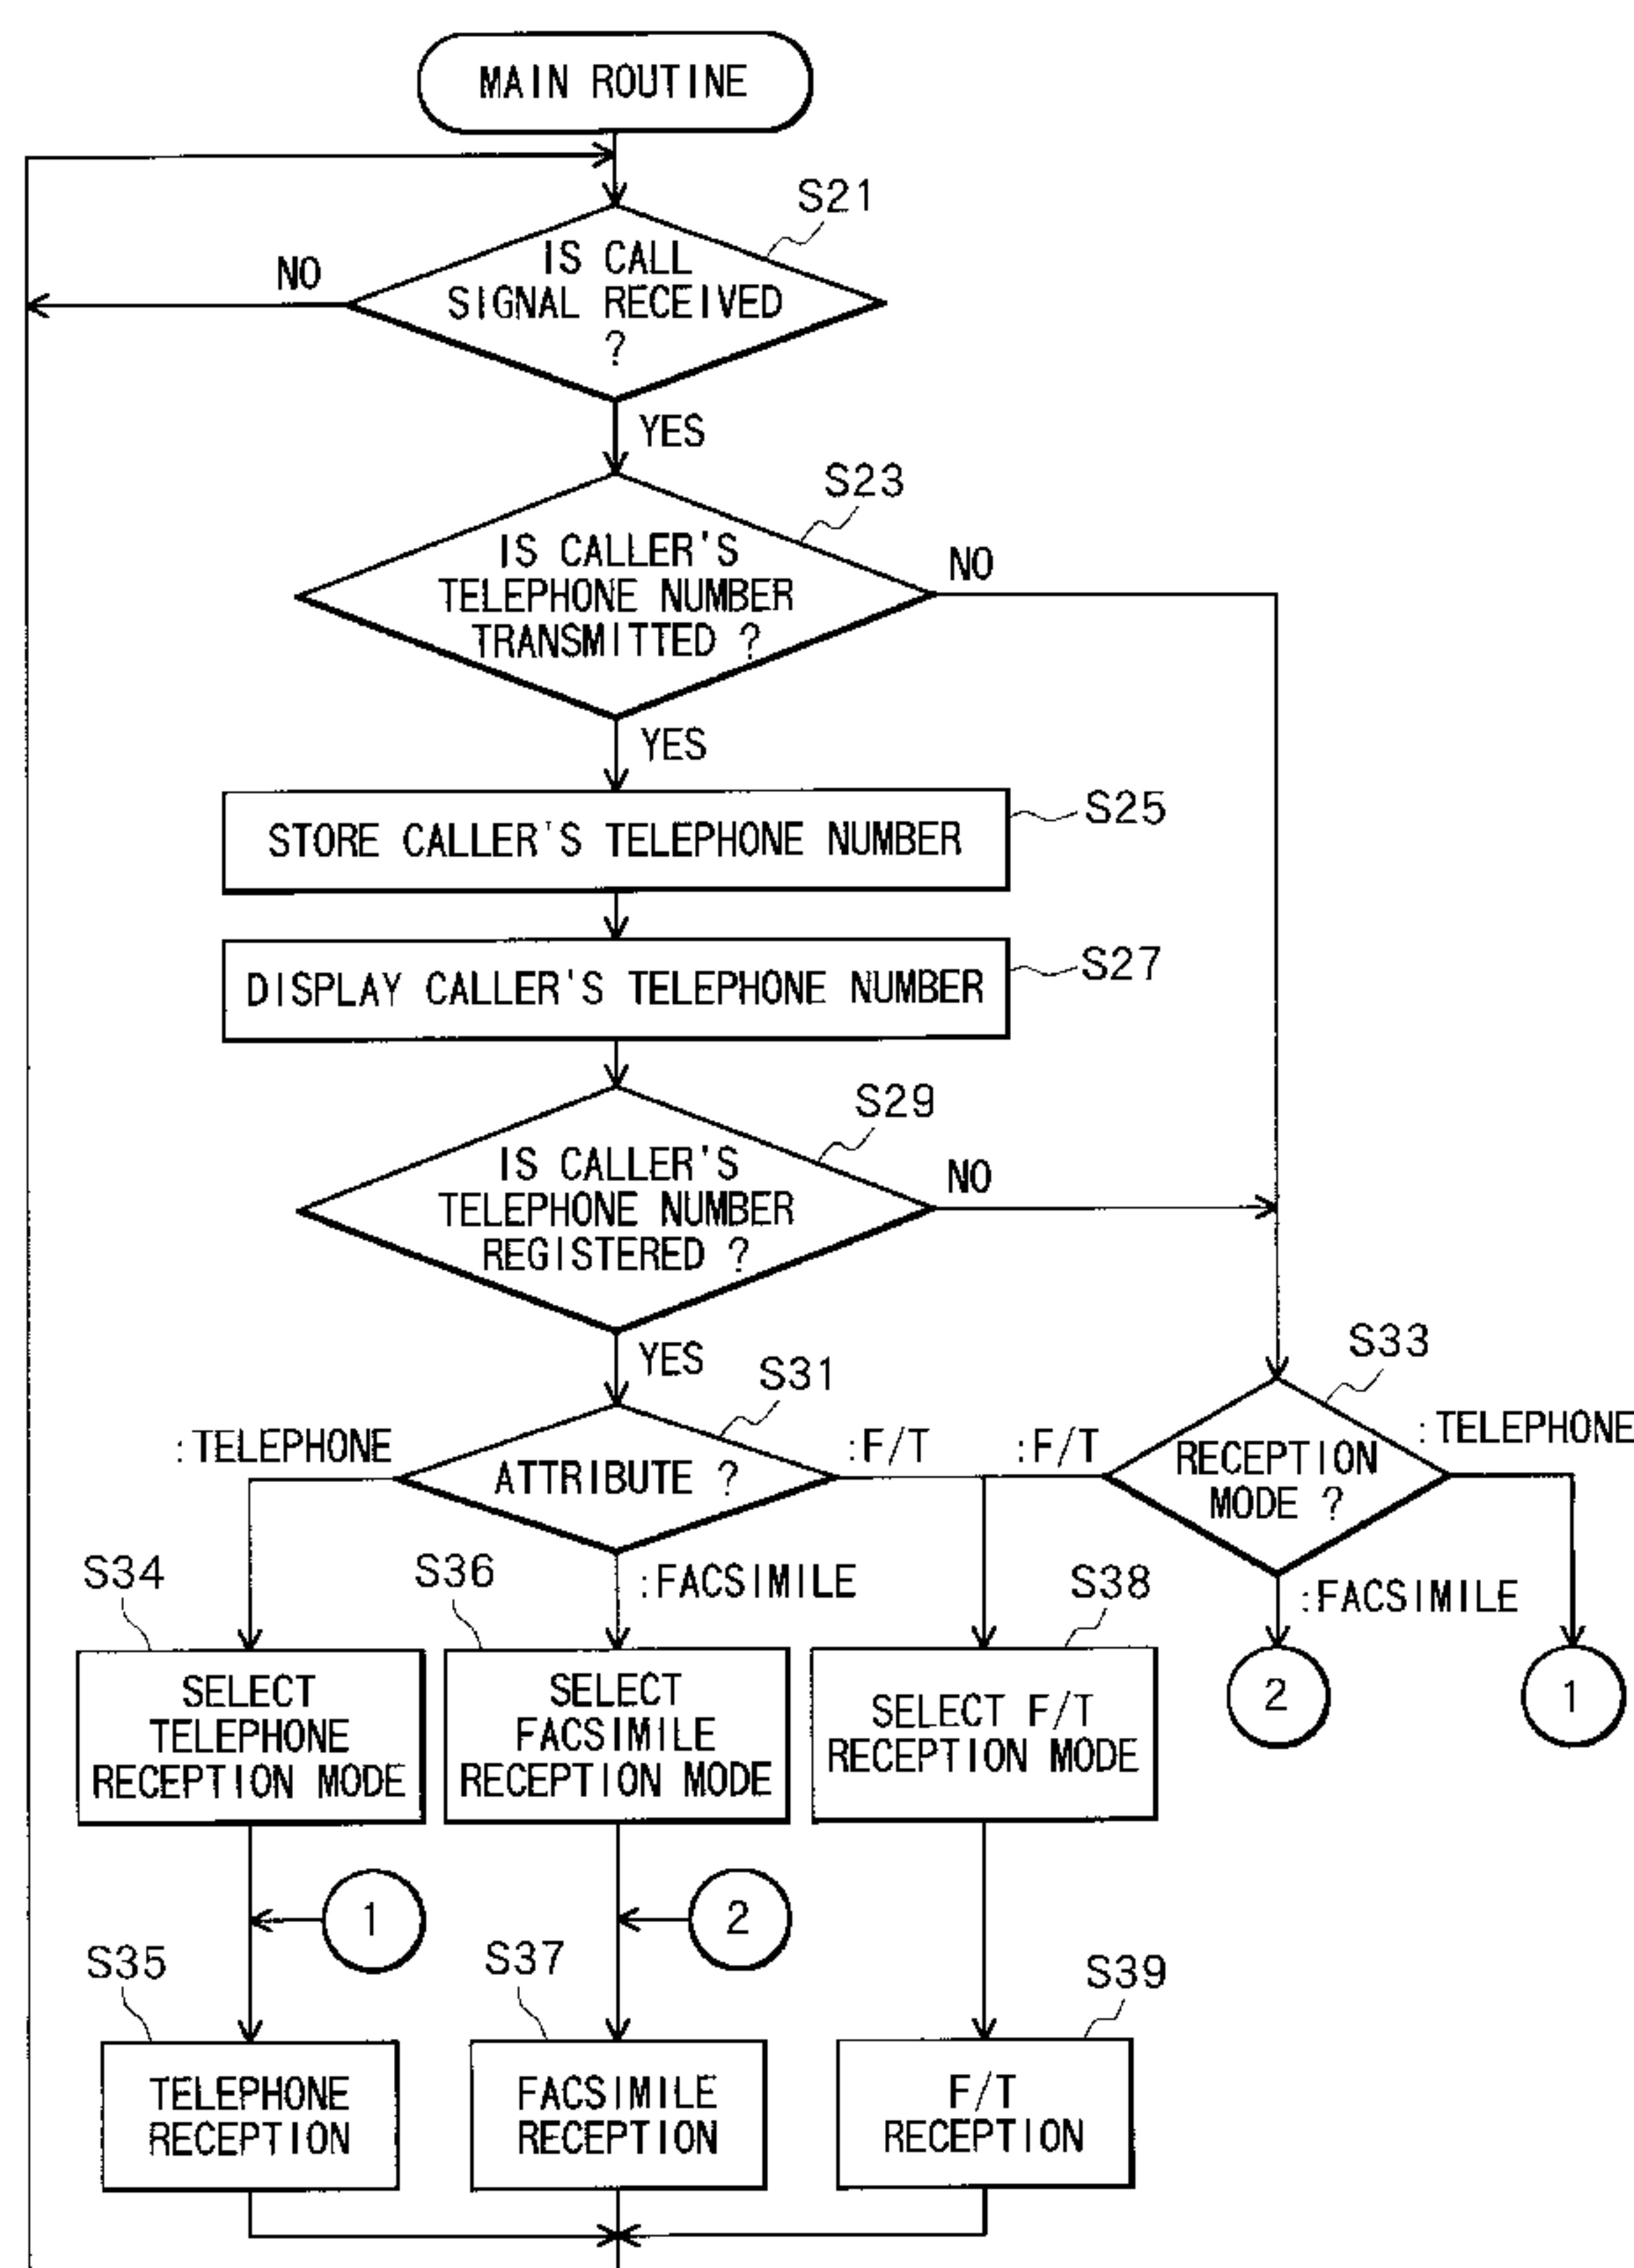 MAIN ROUTINE
S21
IS CALL
SIGNAL RECEIVED
?
NO
YES
S23
IS CALLER'S
TELEPHONE NUMBER
TRANSMITTED ?
NO
YES
STORE CALLER'S TELEPHONE NUMBER
S25
DISPLAY CALLER'S TELEPHONE NUMBER
S27
S29
IS CALLER'S
TELEPHONE NUMBER
REGISTERED ?
NO
YES
S31
S33
:TELEPHONE
ATTRIBUTE ?
:F/T
:F/T
RECEPTION
MODE ?
:TELEPHONE
S34
S36
:FACSIMILE
S38
:FACSIMILE
SELECT
TELEPHONE
RECEPTION MODE
SELECT
FACSIMILE
RECEPTION MODE
SELECT F/T
RECEPTION MODE
2
1
1
2
S35
S37
S39
TELEPHONE
RECEPTION
FACSIMILE
RECEPTION
F/T
RECEPTION